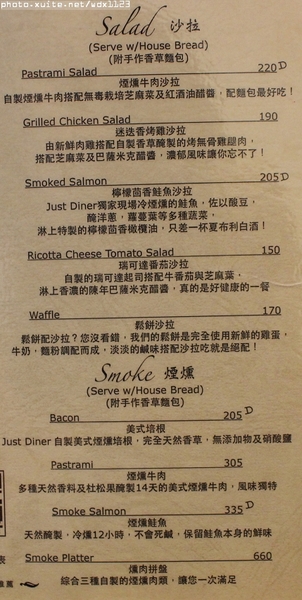 photo.xuite.net/wdx1123
Salad 沙拉
(Serve w/House Bread)
(附手作香草麵包)
Pastrami Salad 220 D
煙燻牛肉沙拉
自製煙燻牛肉搭配無毒栽培芝麻菜及紅酒油醋醬，配麵包最好吃！
Grilled Chicken Salad 190
迷迭香烤雞沙拉
由新鮮肉雞搭配自製香草醃製的烤無骨雞腿肉，
搭配芝麻菜及巴薩米克醋醬，濃郁風味讓你忘不了！
Smoked Salmon 205 D
檸檬茴香鮭魚沙拉
Just Diner獨家現場冷煙燻的鮭魚，佐以酸豆，
醃洋蔥，蘿蔓葉等多種蔬菜，
淋上特製的檸檬茴香橄欖油，只差一杯夏布利白酒！
Ricotta Cheese Tomato Salad 150
瑞可達番茄沙拉
自製的瑞可達起司搭配牛番茄與芝麻葉，
淋上香濃的陳年巴薩米克醋醬，真的是好健康的一餐
Waffle 170
鬆餅沙拉
鬆餅配沙拉？您沒看錯，我們的鬆餅是完全使用新鮮的雞蛋，
牛奶，麵粉調配而成，淡淡的鹹味搭配沙拉吃就是絕配！
Smoke 煙燻
(Serve w/House Bread)
(附手作香草麵包)
Bacon 205 D
美式培根
Just Diner 自製美式煙燻培根，完全天然香草，無添加物及硝酸鹽
Pastrami 305
煙燻牛肉
多種天然香料及杜松果醃製14天的美式煙燻牛肉，風味獨特
Smoke Salmon 335 D
煙燻鮭魚
天然醃製，冷燻12小時，不會死鹹，保留鮭魚本身的鮮味
Smoke Platter 660
燻肉拼盤
綜合三種自製的煙燻肉類，讓您一次滿足